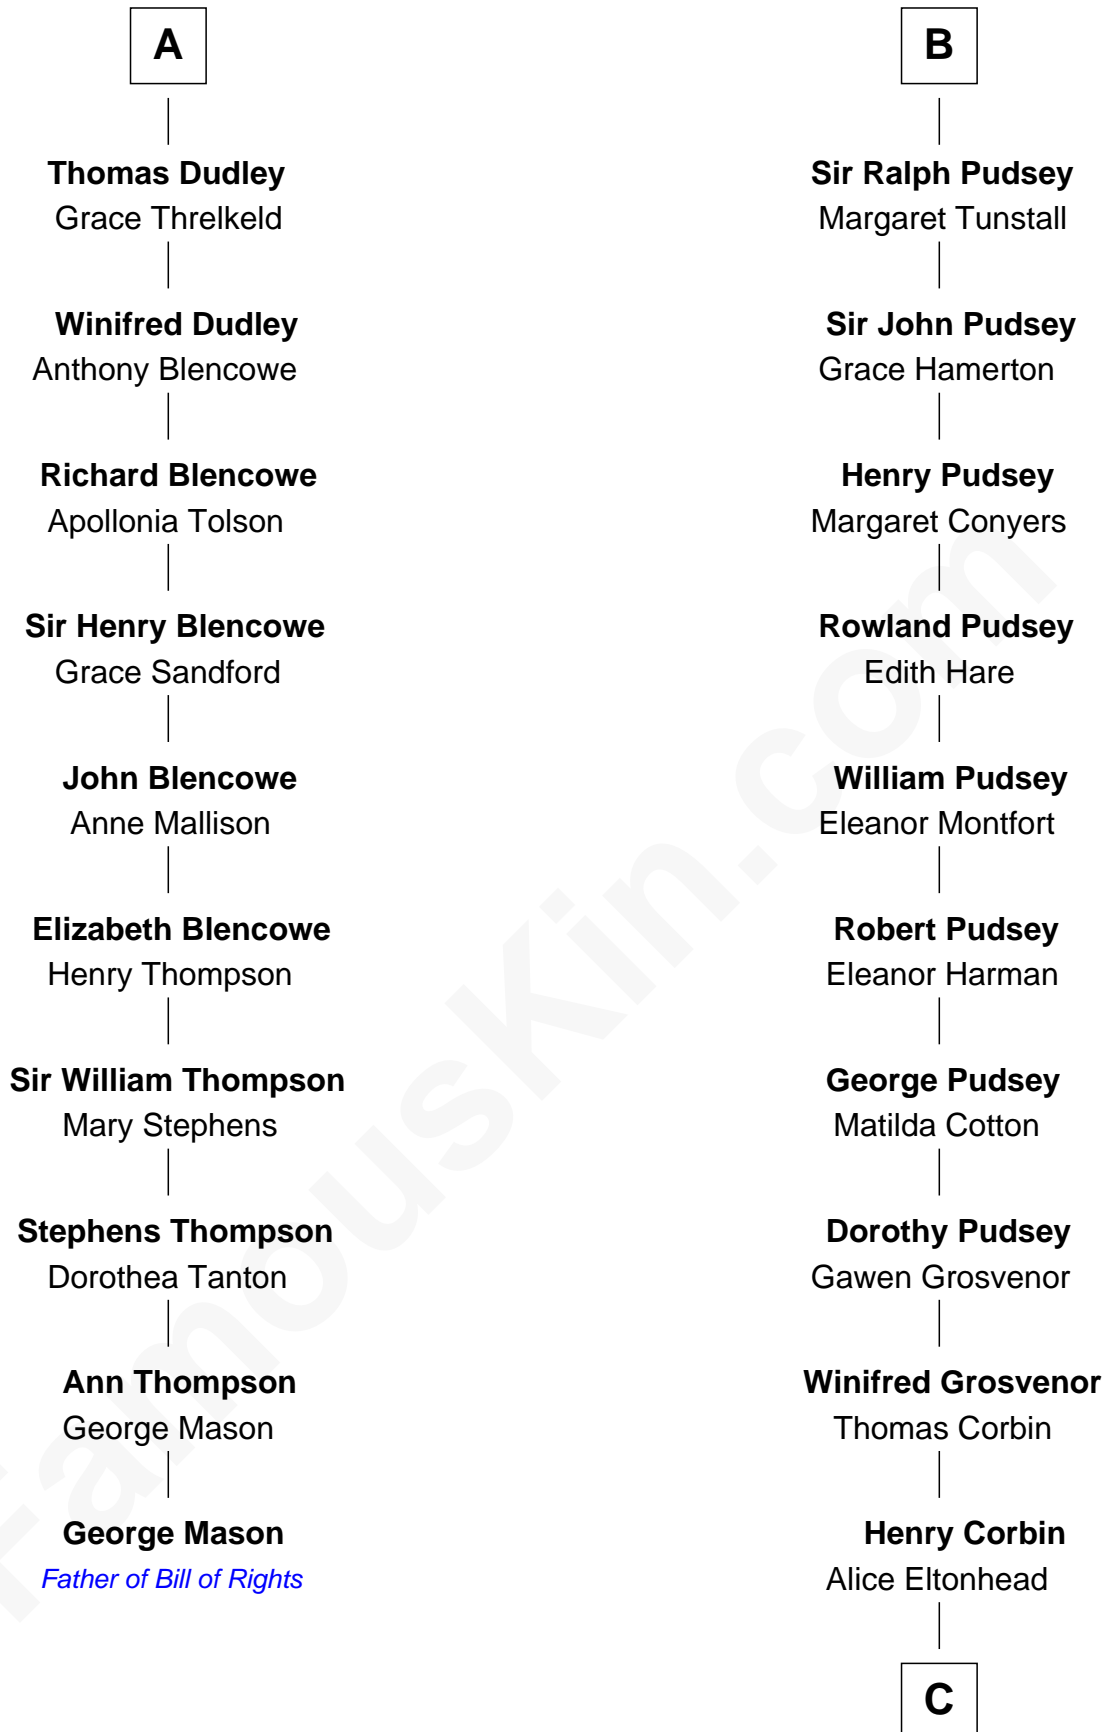 A
Thomas Dudley
Grace Threlkeld
Winifred Dudley
Anthony Blencowe
Richard Blencowe
Apollonia Tolson
Sir Henry Blencowe
Grace Sandford
John Blencowe
Anne Mallison
Elizabeth Blencowe
Henry Thompson
Sir William Thompson
Mary Stephens
Stephens Thompson
Dorothea Tanton
Ann Thompson
George Mason
George Mason
Father of Bill of Rights
B
Sir Ralph Pudsey
Margaret Tunstall
Sir John Pudsey
Grace Hamerton
Henry Pudsey
Margaret Conyers
Rowland Pudsey
Edith Hare
William Pudsey
Eleanor Montfort
Robert Pudsey
Eleanor Harman
George Pudsey
Matilda Cotton
Dorothy Pudsey
Gawen Grosvenor
Winifred Grosvenor
Thomas Corbin
Henry Corbin
Alice Eltonhead
C
FamousKin.com